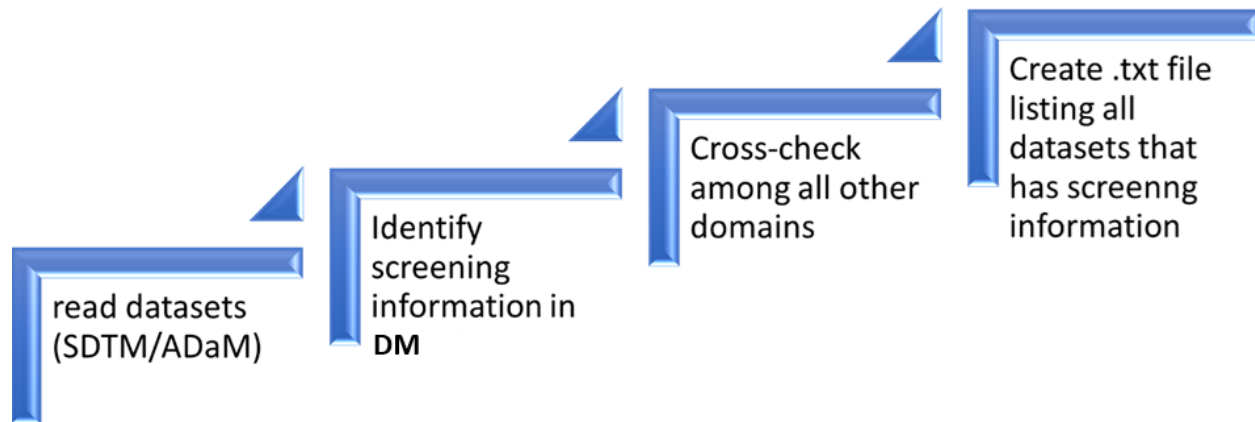 read datasets
(SDTM/ADaM)
Identify
screening
information in
DM
Cross-check
among all other
domains
Create .txt file
listing all
datasets that
has screenng
information